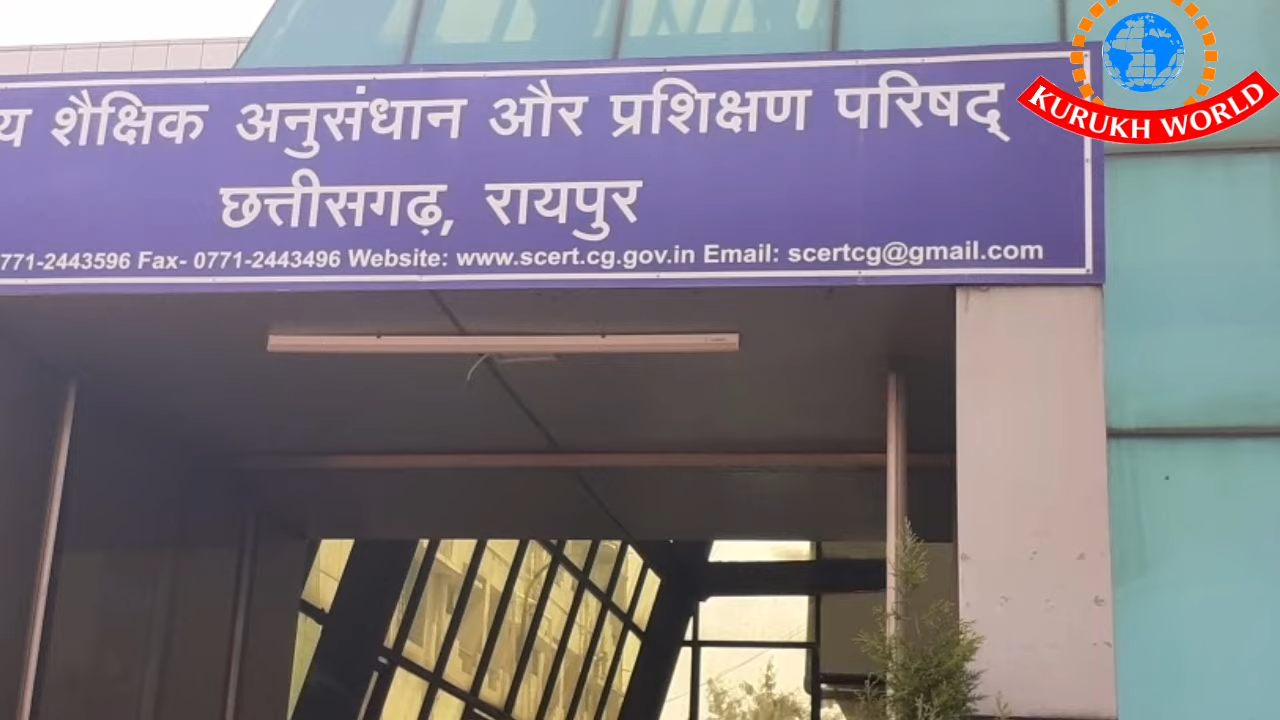 य शैक्षिक अनुसंधान और प्रशिक्षण परिषद्
छत्तीसगढ़, रायपुर
771-2443596 Fax- 0771-2443496 Website: www.scert.cg.gov.in Email: scertcg@gmail.com
KURUKH WORLD